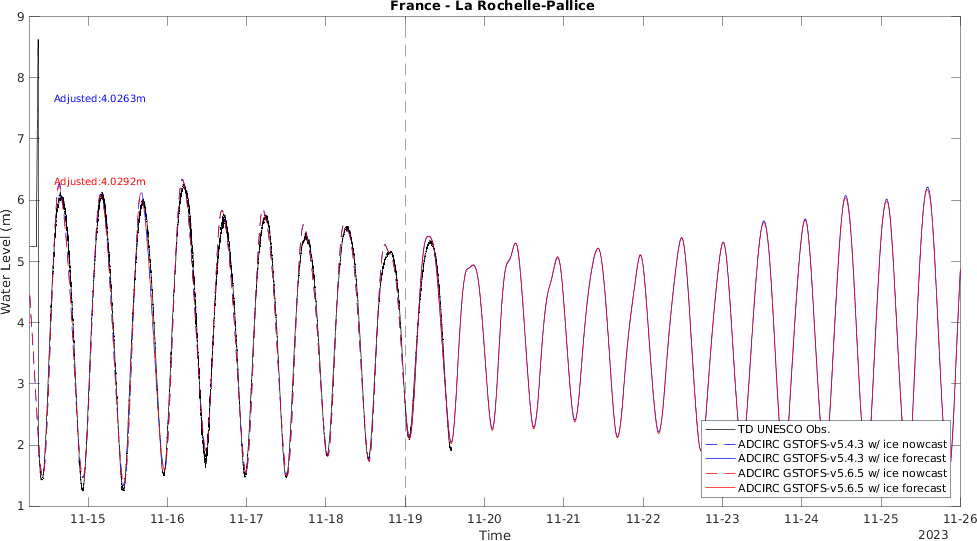 France - La Rochelle-Pallice
9
8
7
6
5
4
3
2
1
Water Level (m)
Adjusted:4.0263m
Adjusted:4.0292m
TD UNESCO Obs.
ADCIRC GSTOFS-v5.4.3 w/ ice nowcast
ADCIRC GSTOFS-v5.4.3 w/ ice forecast
ADCIRC GSTOFS-v5.6.5 w/ ice nowcast
ADCIRC GSTOFS-v5.6.5 w/ ice forecast
11-15 11-16 11-17 11-18 11-19 11-20 11-21 11-22 11-23 11-24 11-25 11-26
Time
2023